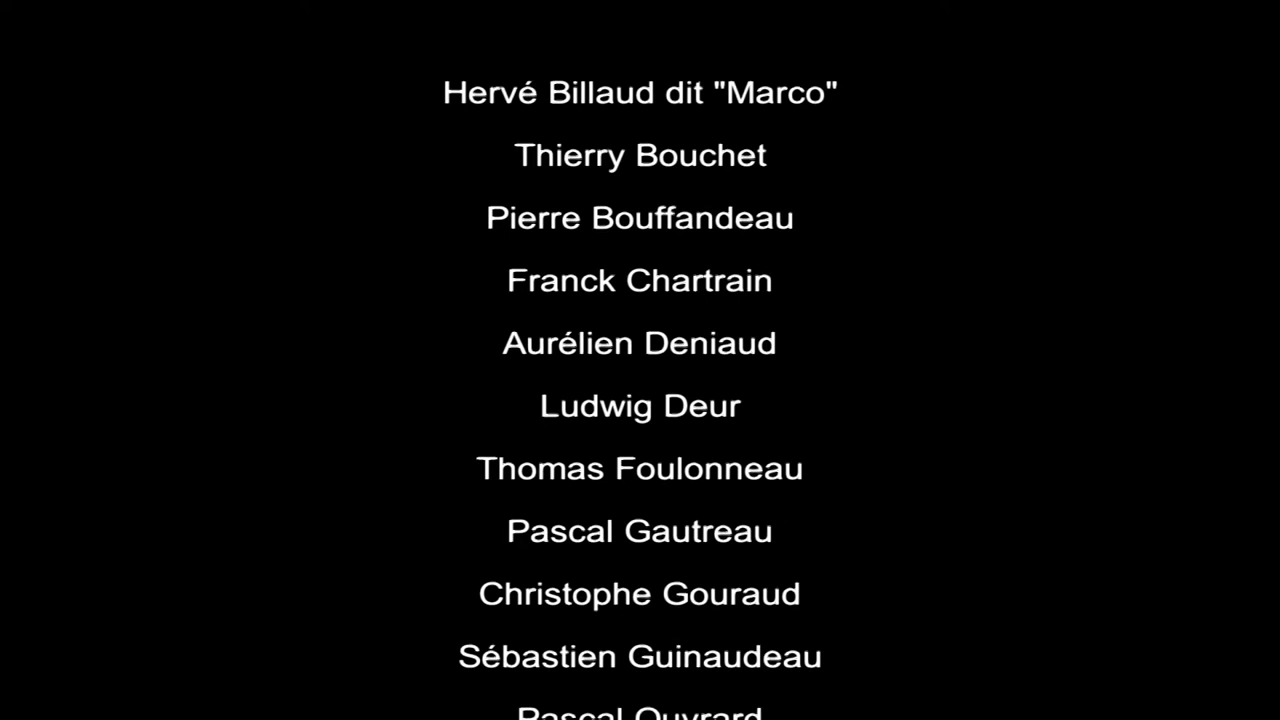 Hervé Billaud dit "Marco"
Thierry Bouchet
Pierre Bouffandeau
Franck Chartrain
Aurélien Deniaud
Ludwig Deur
Thomas Foulonneau
Pascal Gautreau
Christophe Gouraud
Sébastien Guinaudeau
Pascal Ouvrard